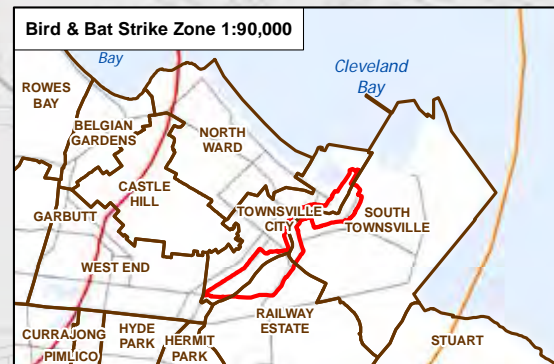 Bird & Bat Strike Zone 1:90,000
Bay
Cleveland
Bay
ROWES
BAY
BELGIAN
GARDENS
NORTH
WARD
CASTLE
HILL
GARBUTT
TOWNSVILLE
CITY
SOUTH
TOWNSVILLE
WEST END
RAILWAY
ESTATE
CURRAJONG
HYDE
PARK
HERMIT
PARK
PIMLICO
STUART